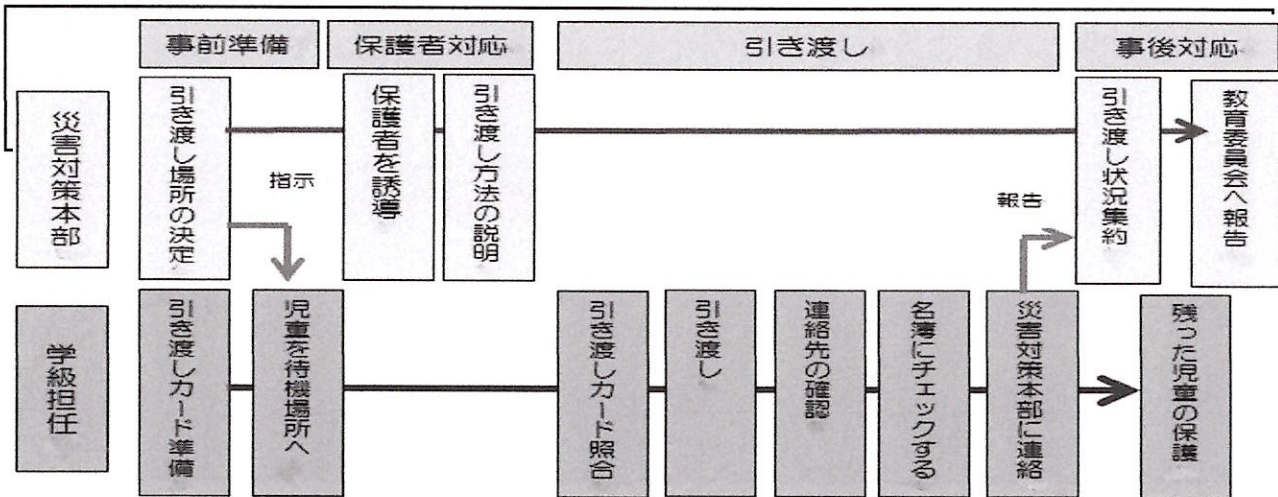 事前準備
保護者対応
引き渡し
事後対応
災害対策本部
引き渡し場所の決定
指示
保護者を誘導
引き渡し方法の説明
報告
引き渡し状況集約
教育委員会へ報告
学級担任
引き渡しカード準備
児童を待機場所へ
引き渡しカード照合
引き渡し
連絡先の確認
名簿にチェックする
災害対策本部に連絡
残った児童の保護